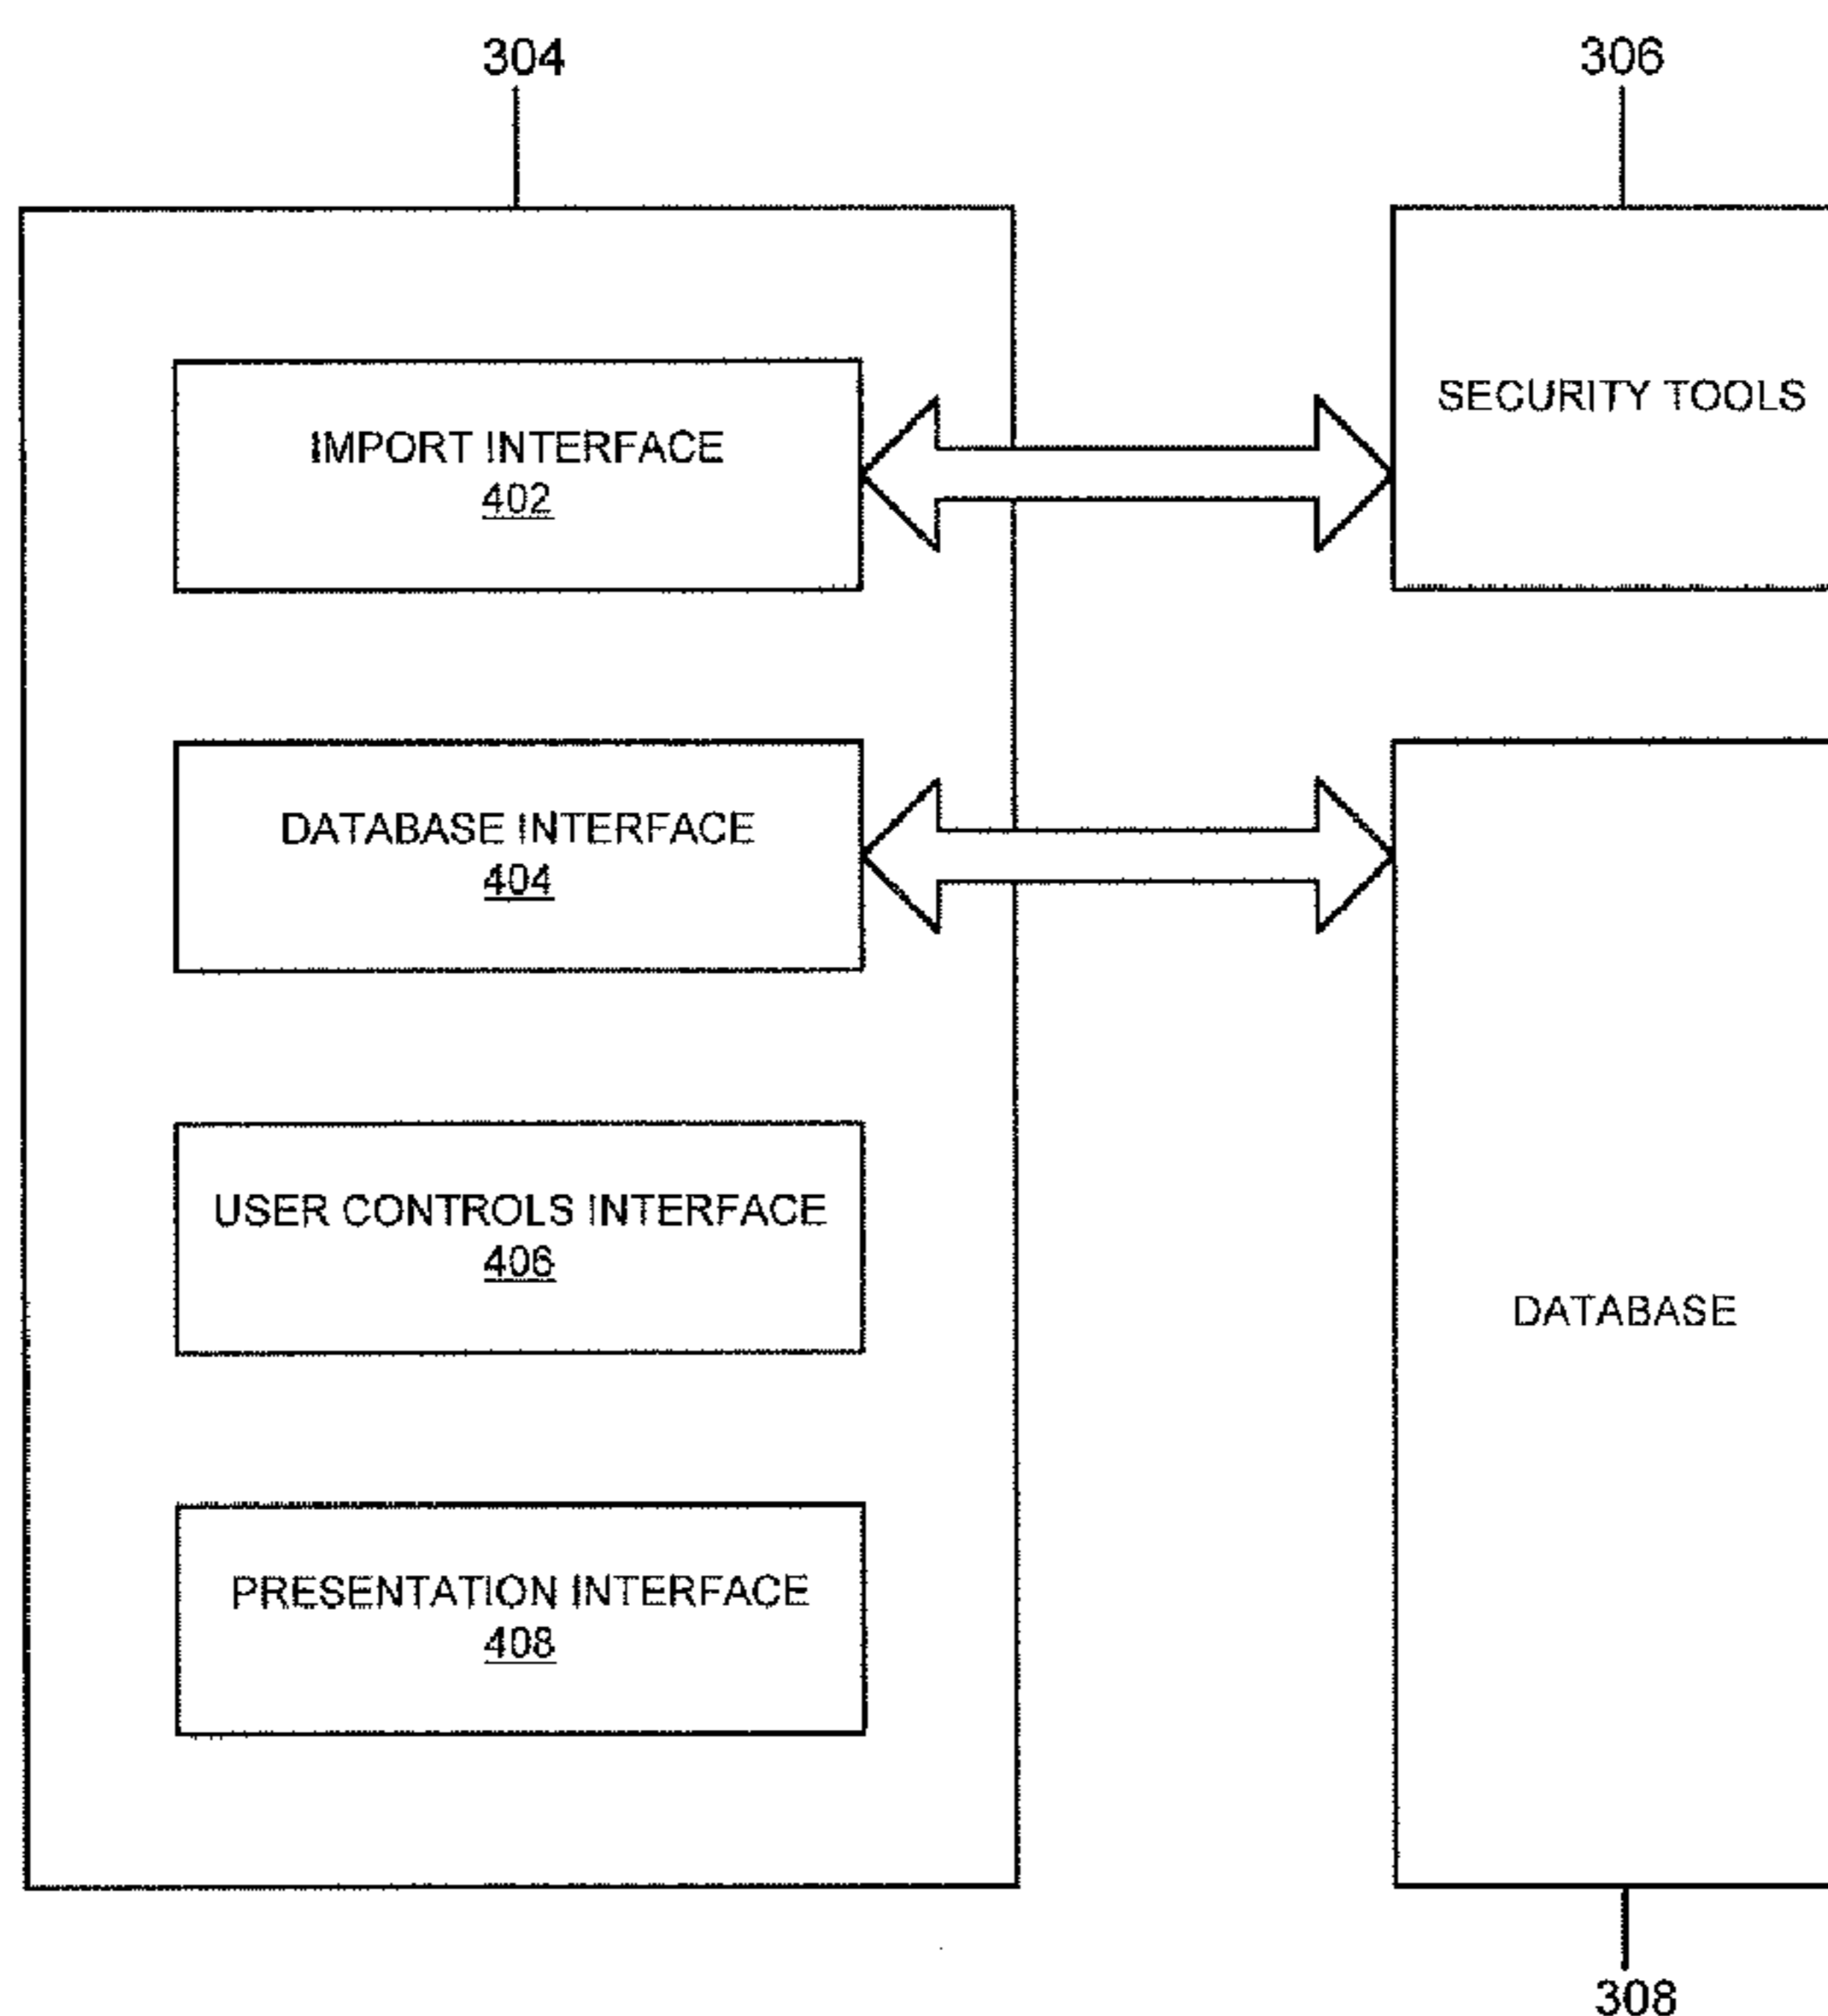 304
306
IMPORT INTERFACE
402
SECURITY TOOLS
DATABASE INTERFACE
404
USER CONTROLS INTERFACE
406
DATABASE
PRESENTATION INTERFACE
408
308